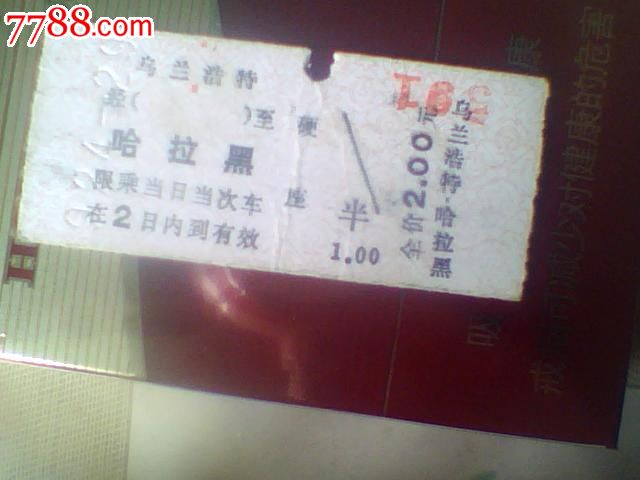 7788.com
乌兰浩特
经( )至 硬
哈拉黑
限乘当日当次车 座
在2日内到有效
半
1.00
全价2.00元
乌兰浩特-哈拉黑
康
戒烟可减少对健康的危害
吸